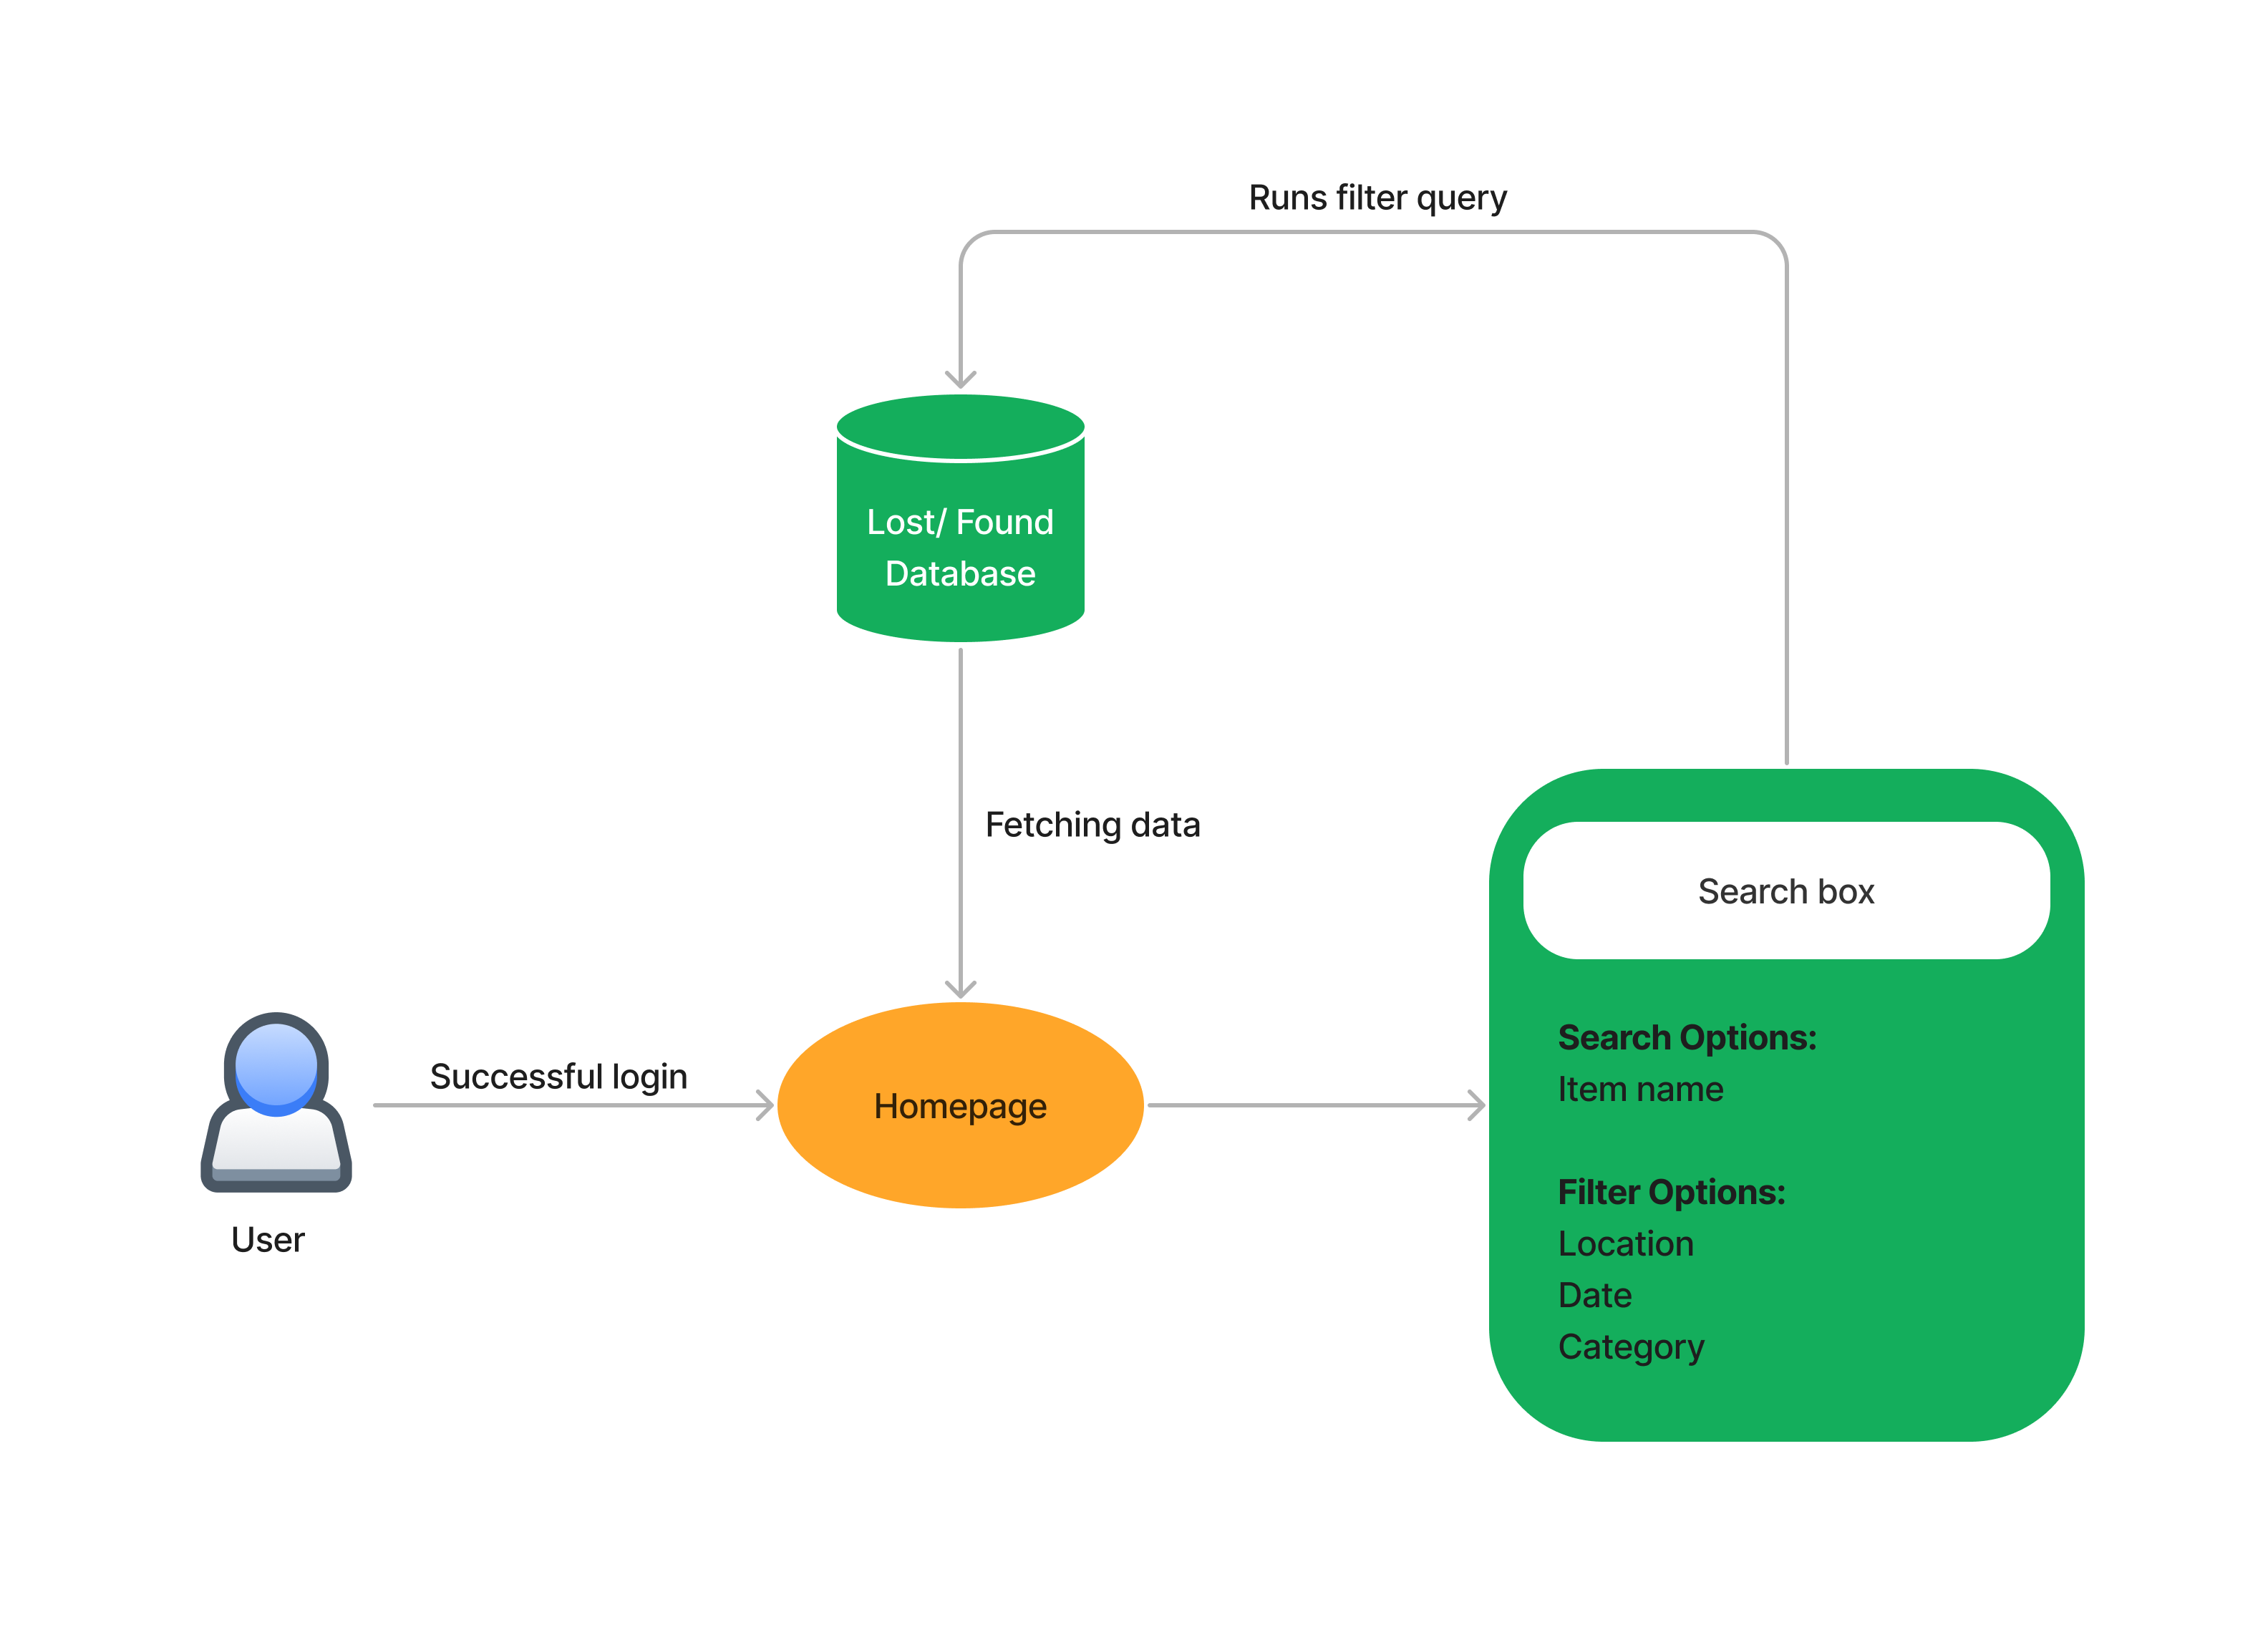 Runs filter query
Lost/ Found
Database
Fetching data
Search box
Successful login
Homepage
User
Search Options:
Item name
Filter Options:
Location
Date
Category